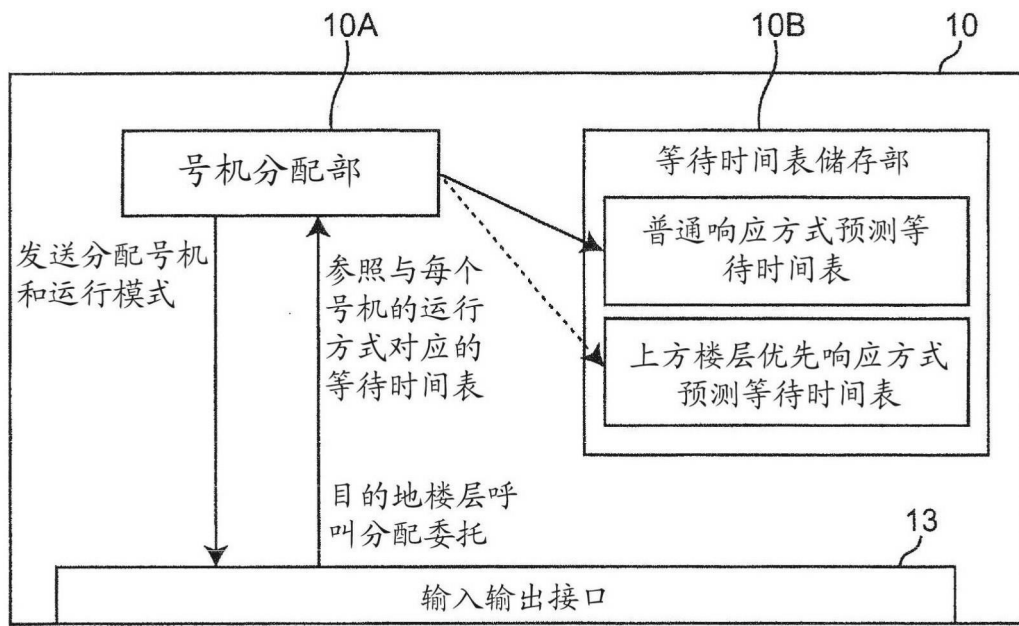 10A
10B
10
号机分配部
等待时间表储存部
普通响应方式预测等
待时间表
上方楼层优先响应方式
预测等待时间表
发送分配号机
和运行模式
参照与每个
号机的运行
方式对应的
等待时间表
目的地楼层呼
叫分配委托
13
输入输出接口